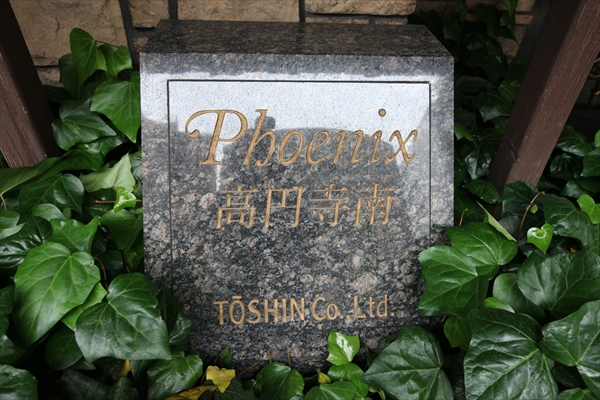 Phoenix
高円寺南
TŌSHIN Co., Ltd.